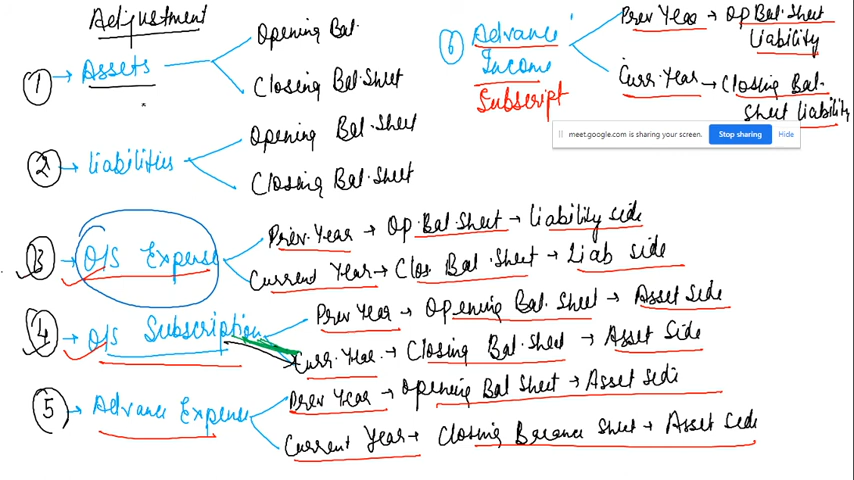 Adjustment
① → Assets
Opening Bal.
Closing Bal. Sheet
② → liabilities
Opening Bal. Sheet
Closing Bal. Sheet
③ → O/S Expense
Prev. Year → Op. Bal. Sheet → Liability side
Current Year → Clos. Bal. Sheet → Liab side
④ → O/S Subscription
Prev Year → Opening Bal. Sheet → Asset Side
Curr. Year → Closing Bal. Sheet → Asset Side
⑤ → Advance Expense
Prev Year → Opening Bal Sheet → Asset Side
Current Year → Closing Balance Sheet → Asset Side
⑥ Advance
Income
Subscript
Prev Year → Op Bal. Sheet
Liability
Curr. Year → Closing Bal.
Sheet liability
meet.google.com is sharing your screen. Stop sharing Hide